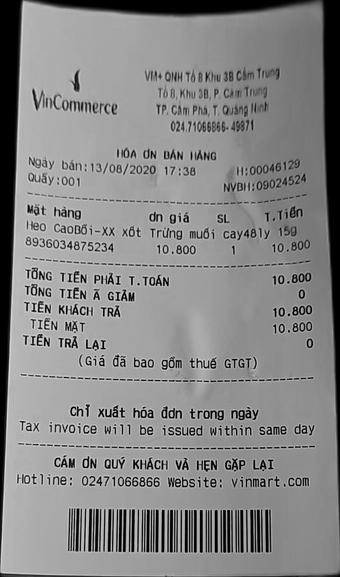 VinCommerce
VM+ QNH Tổ 8 Khu 3B Cẩm Trung
Tổ 8, Khu 3B, P. Cẩm Trung
TP. Cẩm Phả, T. Quảng Ninh
024.71066866- 49871
HÓA ƠN BÁN HÀNG
Ngày bán:13/08/2020 17:38 H:00046129
Quầy:001 NVBH:09024524
Mặt hàng ơn giá SL T.Tiền
Heo CaoBồi-XX xốt Trứng muối cay48ly 15g
8936034875234 10.800 1 10.800
TỔNG TIỀN PHẢI T.TOÁN 10.800
TỔNG TIỀN Ã GIẢM 0
TIỀN KHÁCH TRẢ 10.800
TIỀN MẶT 10.800
TIỀN TRẢ LẠI 0
(Giá đã bao gồm thuế GTGT)
Chỉ xuất hóa đơn trong ngày
Tax invoice will be issued within same day
CÁM ƠN QUÝ KHÁCH VÀ HẸN GẶP LẠI
Hotline: 02471066866 Website: vinmart.com